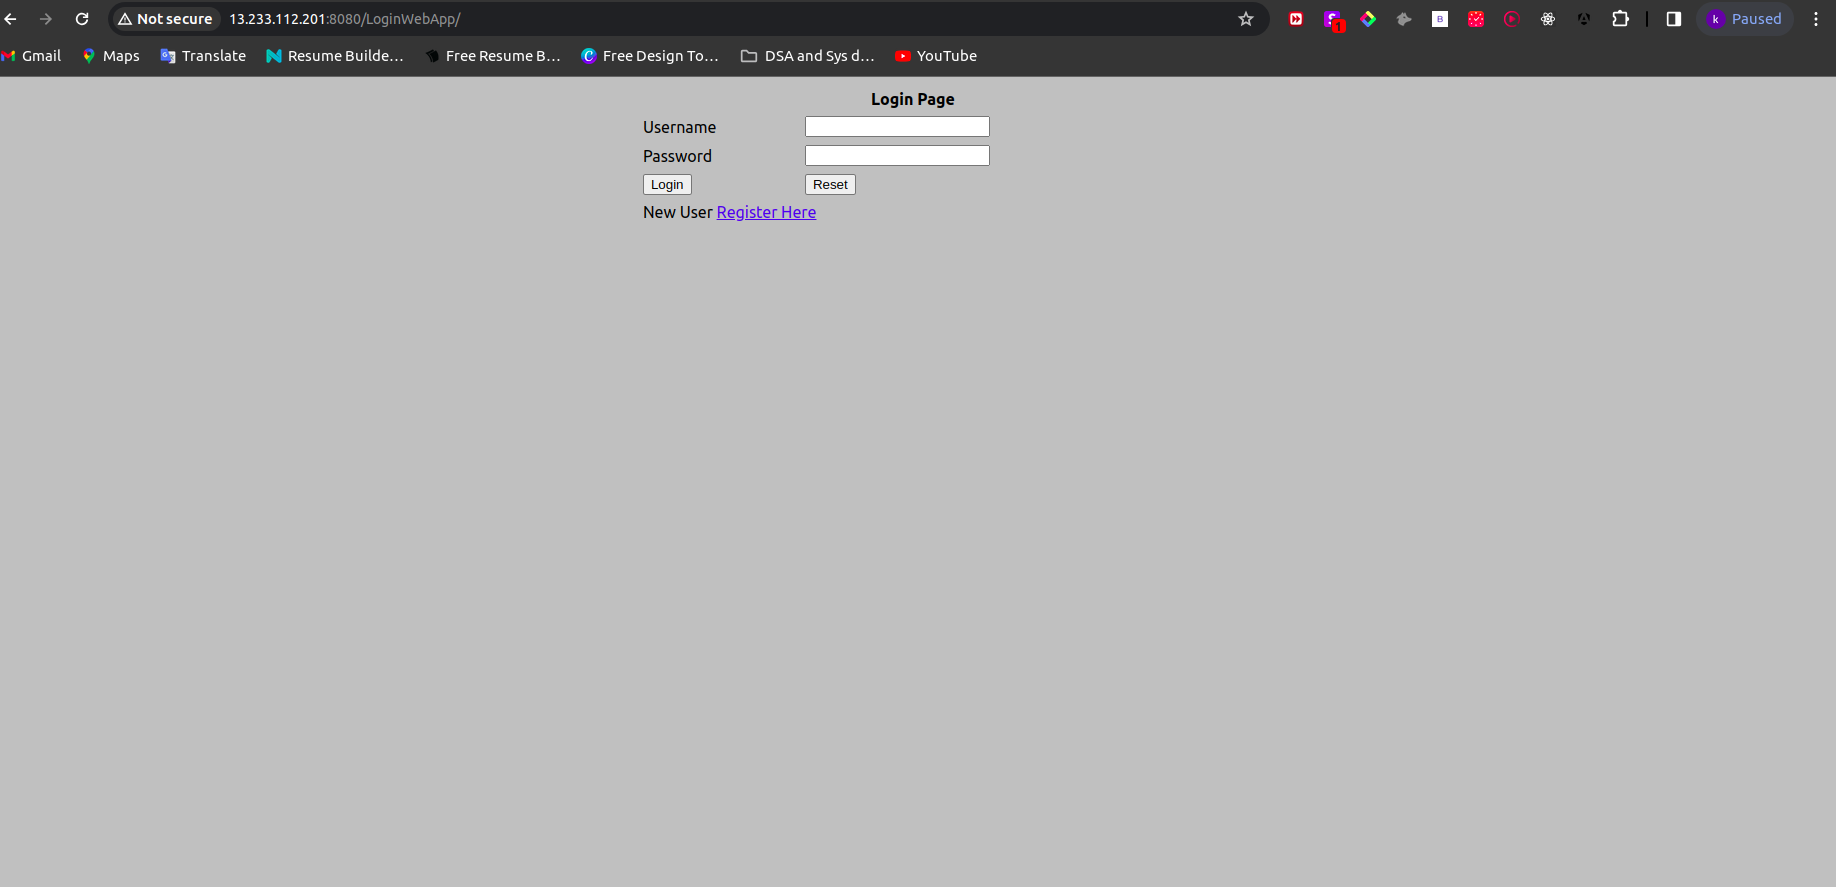 Not secure 13.233.112.201:8080/LoginWebApp/ 1 k Paused
Gmail Maps Translate Resume Builde... Free Resume B... Free Design To... DSA and Sys d... YouTube
Login Page
Username
Password
Login Reset
New User Register Here